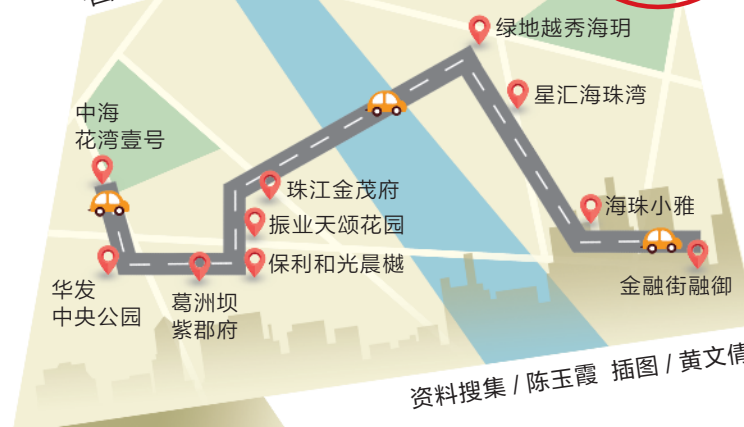 绿地越秀海玥
星汇海珠湾
中海
花湾壹号
珠江金茂府
振业天颂花园
保利和光晨樾
海珠小雅
金融街融御
华发
中央公园
葛洲坝
紫郡府
资料搜集 / 陈玉霞 插图 / 黄文倩